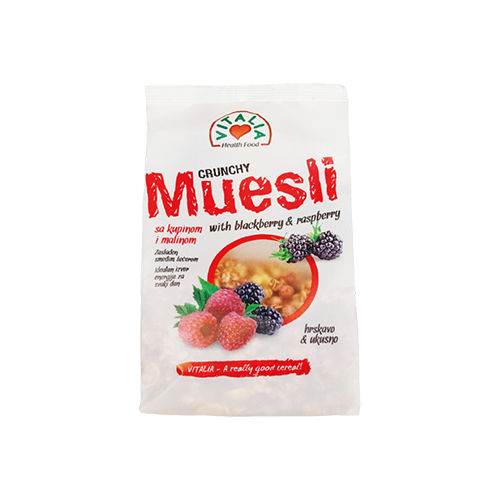 VITALIA
Health Food
CRUNCHY
Muesli
with blackberry & raspberry
sa kupinom
i malinom
Zaslađen
smeđim šećerom
Idealan izvor
energije za
svaki dan
hrskavo
& ukusno
VITALIA - A really good cereal!